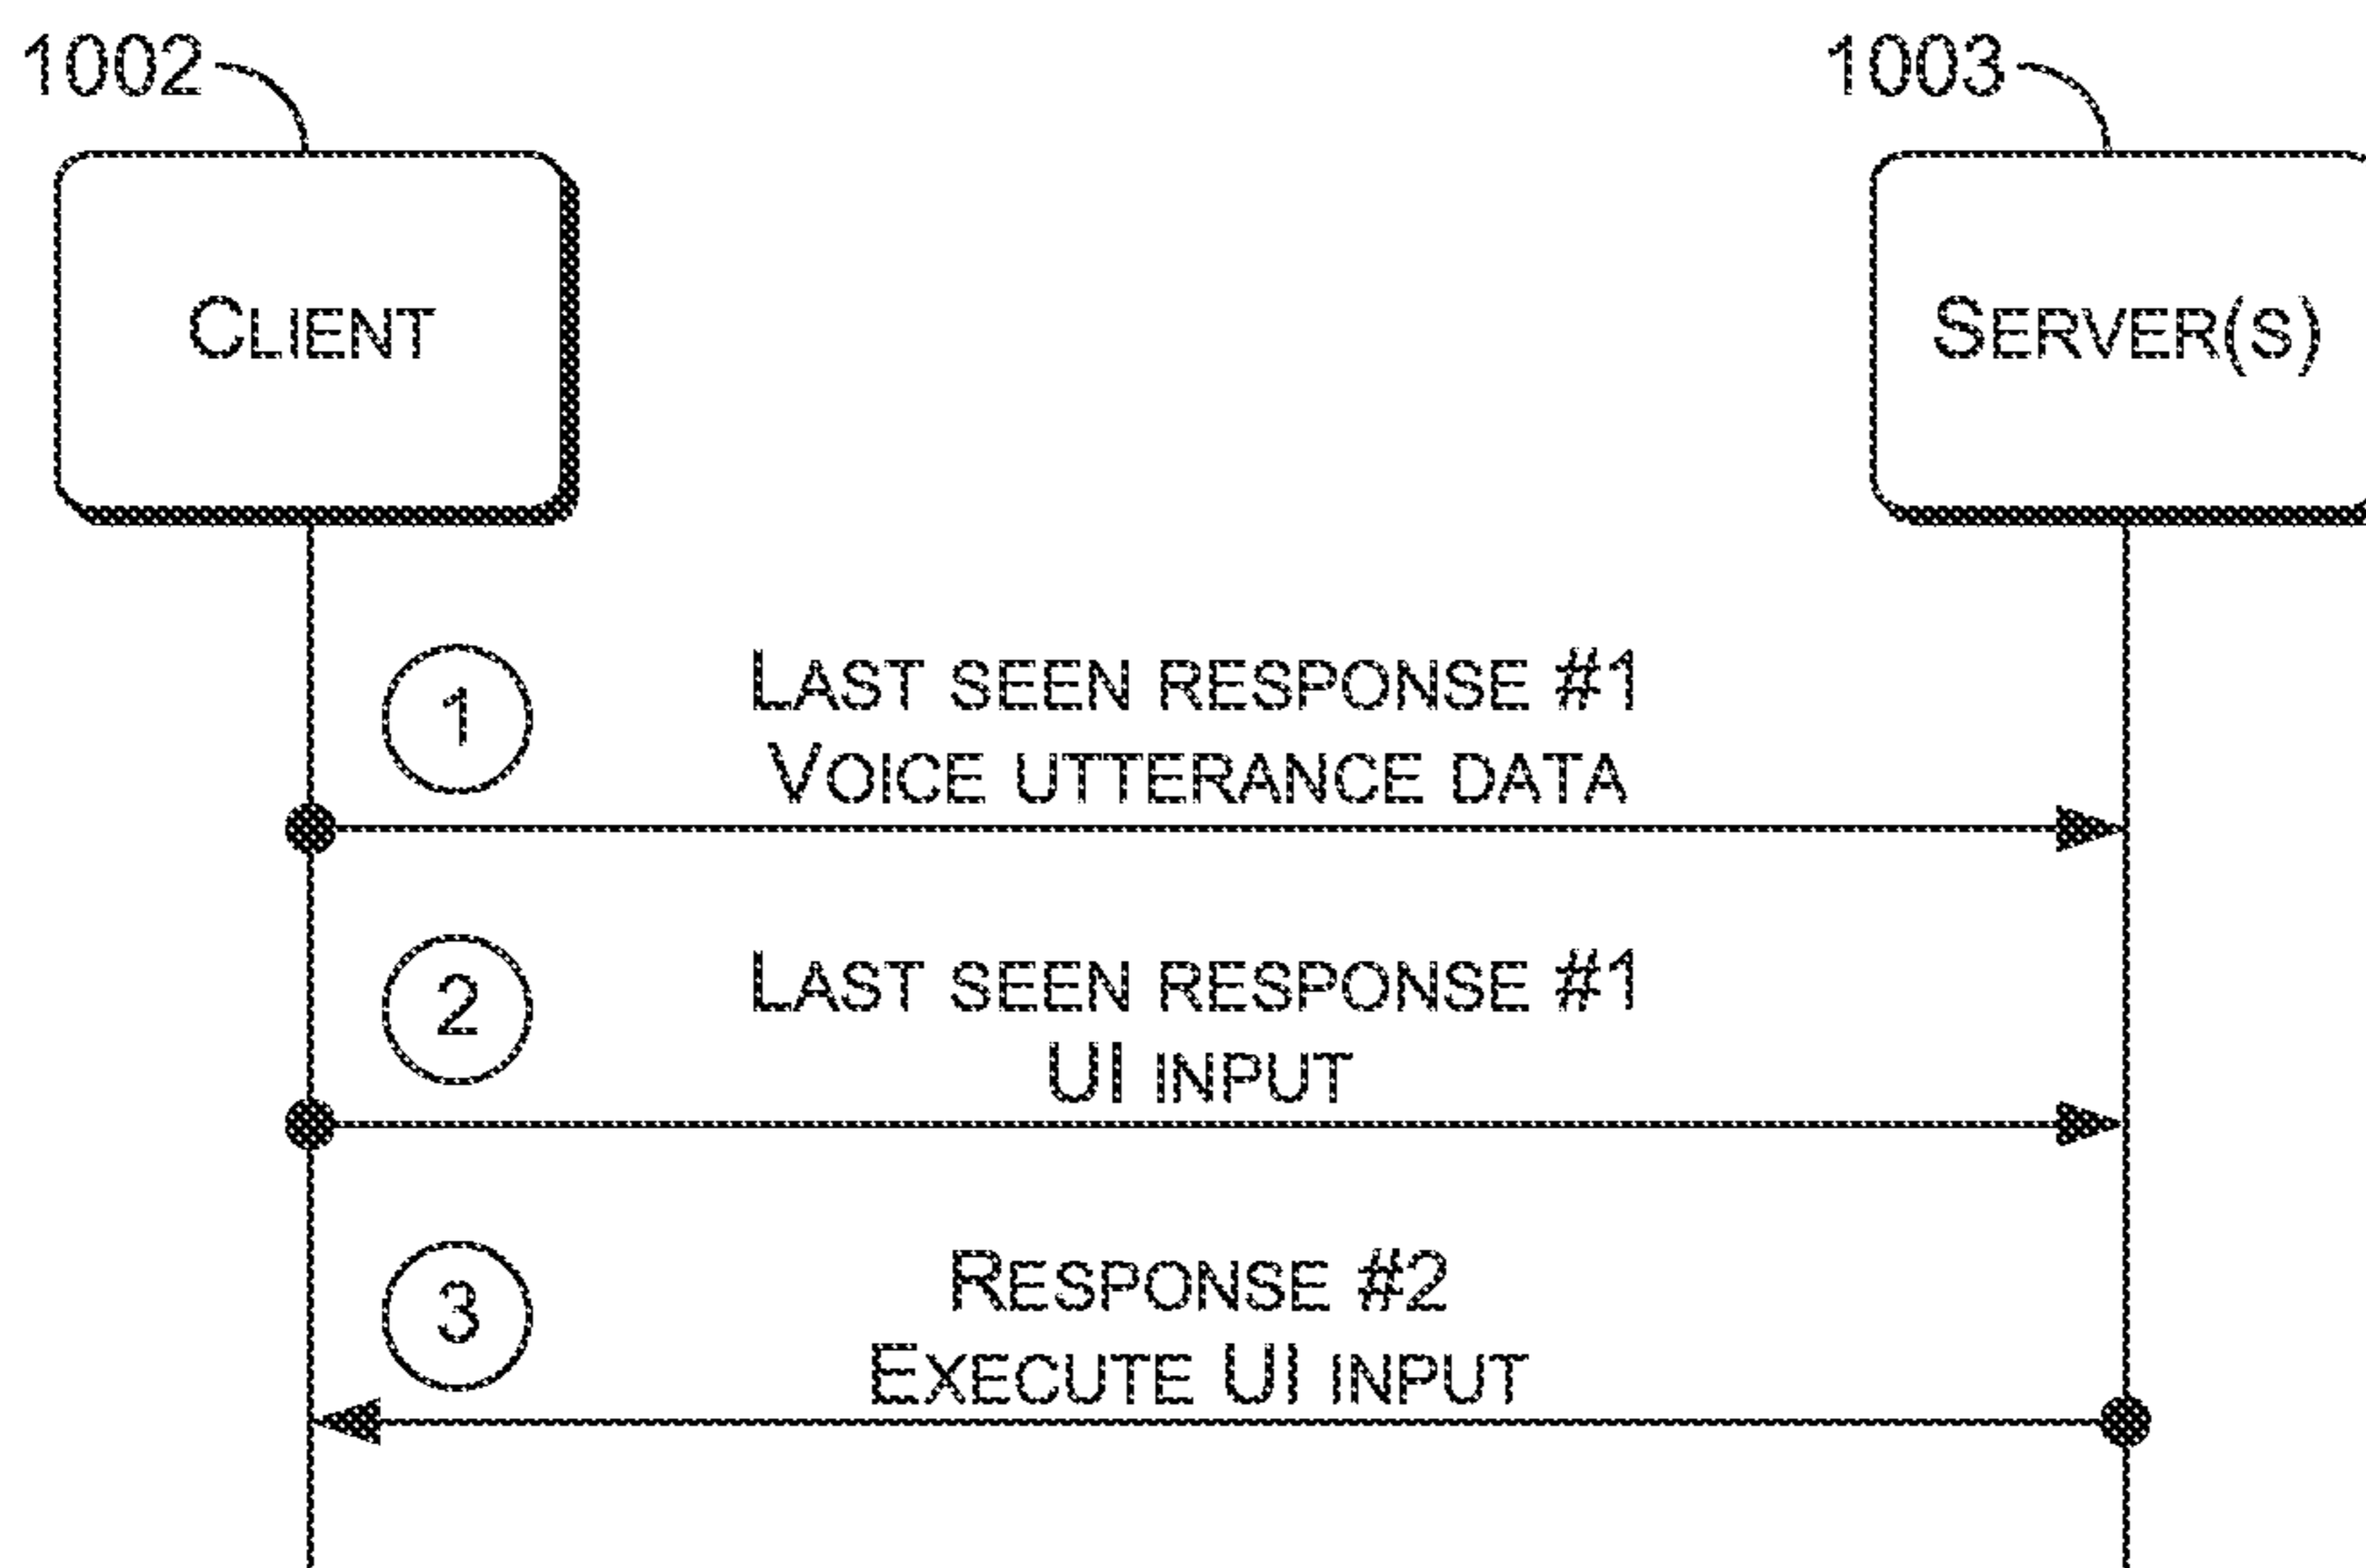 1002
1003
CLIENT
SERVER(S)
1
LAST SEEN RESPONSE #1
VOICE UTTERANCE DATA
2
LAST SEEN RESPONSE #1
UI INPUT
3
RESPONSE #2
EXECUTE UI INPUT